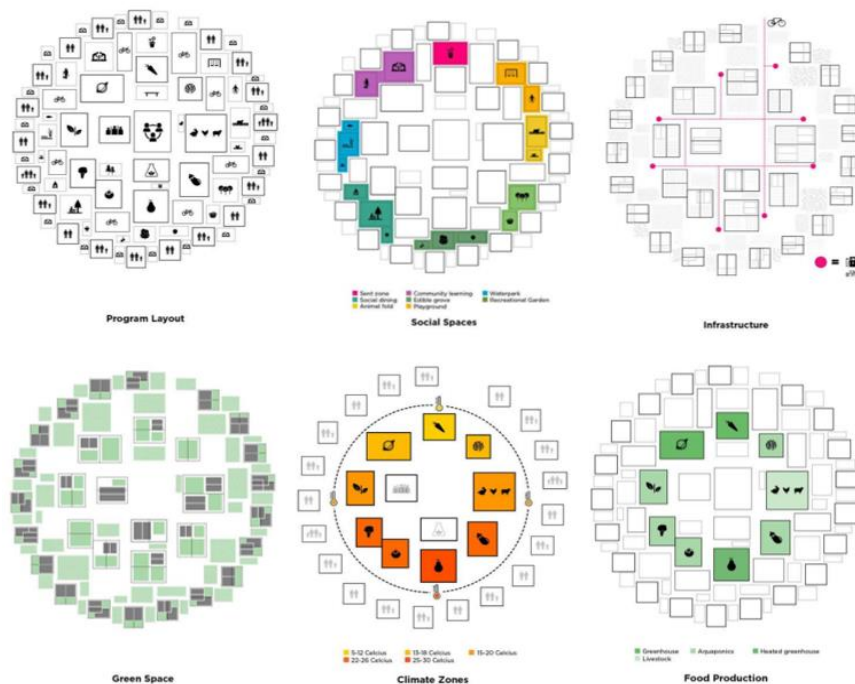 Program Layout
Sent zone Community learning Waterpark
Social dining Edible grove Recreational Garden
Animal fold Playground
Social Spaces
=
Infrastructure
Green Space
5-12 Celcius 13-18 Celcius 15-20 Celcius
22-26 Celcius 25-30 Celcius
Climate Zones
Greenhouse Aquaponics Heated greenhouse
Livestock
Food Production